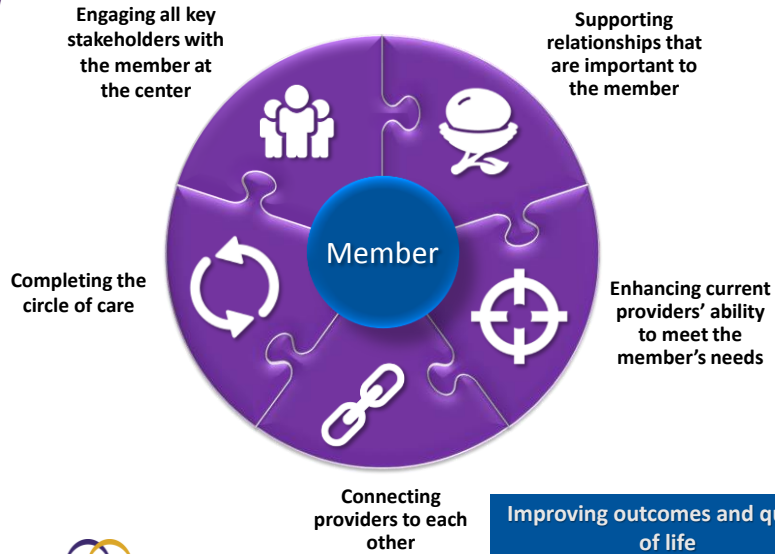 Engaging all key
stakeholders with
the member at
the center
Supporting
relationships that
are important to
the member
Member
Completing the
circle of care
Enhancing current
providers’ ability
to meet the
member’s needs
Connecting
providers to each
other
Improving outcomes and
of life